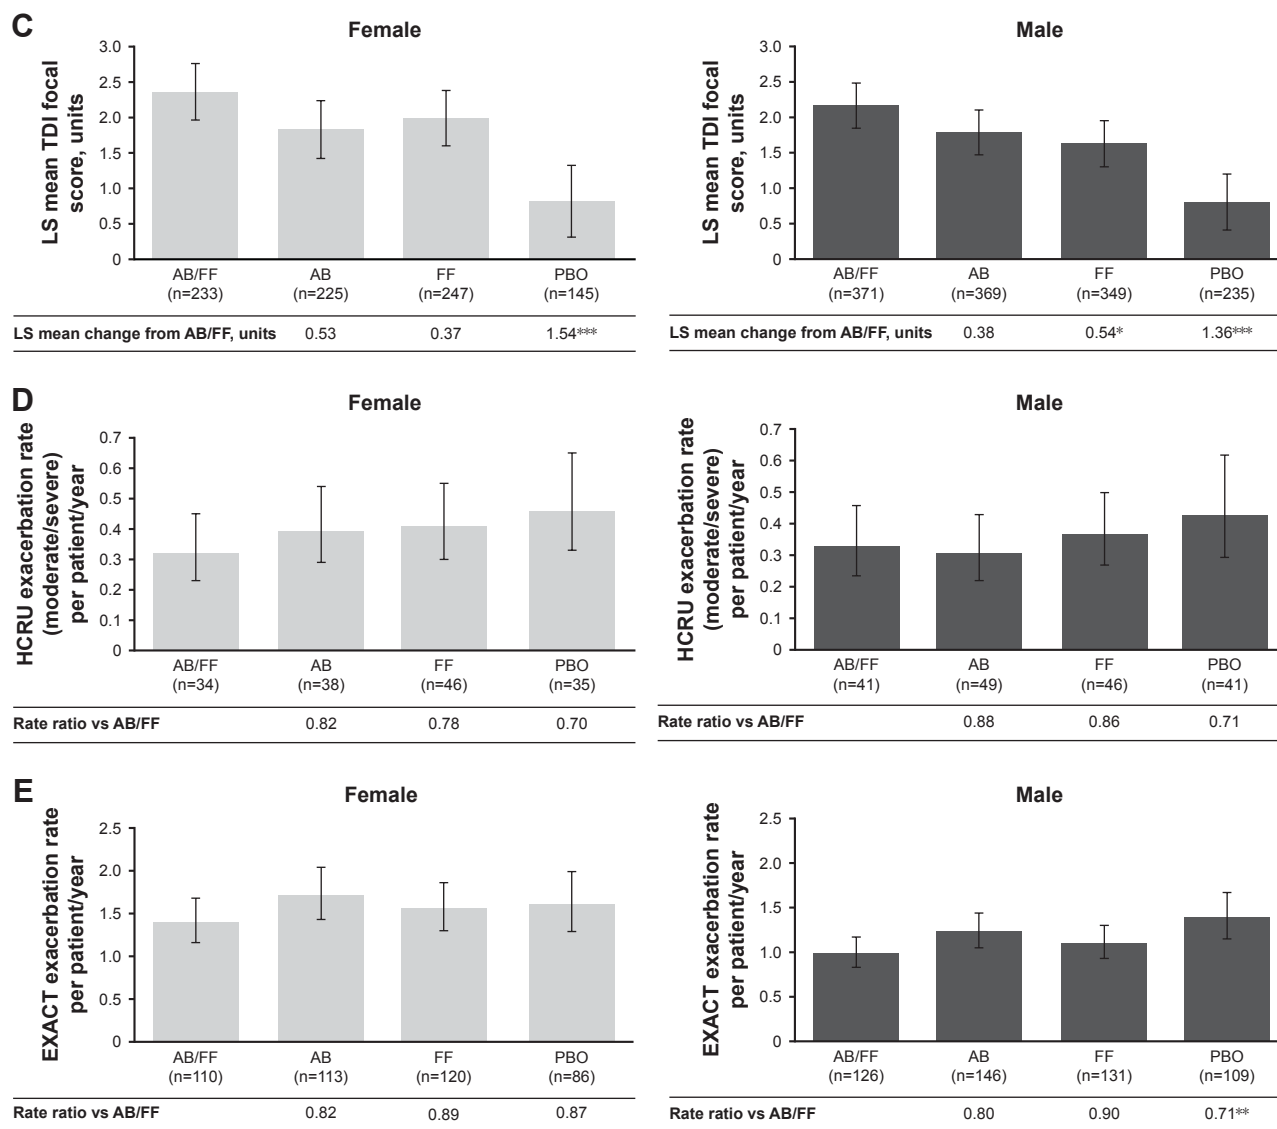 C
Female
LS mean TDI focal
score, units
3.0
2.5
2.0
1.5
1.0
0.5
0
AB/FF AB FF PBO
(n=233) (n=225) (n=247) (n=145)
LS mean change from AB/FF, units 0.53 0.37 1.54***
Male
LS mean TDI focal
score, units
3.0
2.5
2.0
1.5
1.0
0.5
0
AB/FF AB FF PBO
(n=371) (n=369) (n=349) (n=235)
LS mean change from AB/FF, units 0.38 0.54* 1.36***
D
Female
HCRU exacerbation rate
(moderate/severe)
per patient/year
0.7
0.6
0.5
0.4
0.3
0.2
0.1
0
AB/FF AB FF PBO
(n=34) (n=38) (n=46) (n=35)
Rate ratio vs AB/FF 0.82 0.78 0.70
Male
HCRU exacerbation rate
(moderate/severe)
per patient/year
0.7
0.6
0.5
0.4
0.3
0.2
0.1
0
AB/FF AB FF PBO
(n=41) (n=49) (n=46) (n=41)
Rate ratio vs AB/FF 0.88 0.86 0.71
E
Female
EXACT exacerbation rate
per patient/year
2.5
2.0
1.5
1.0
0.5
0
AB/FF AB FF PBO
(n=110) (n=113) (n=120) (n=86)
Rate ratio vs AB/FF 0.82 0.89 0.87
Male
EXACT exacerbation rate
per patient/year
2.5
2.0
1.5
1.0
0.5
0
AB/FF AB FF PBO
(n=126) (n=146) (n=131) (n=109)
Rate ratio vs AB/FF 0.80 0.90 0.71**